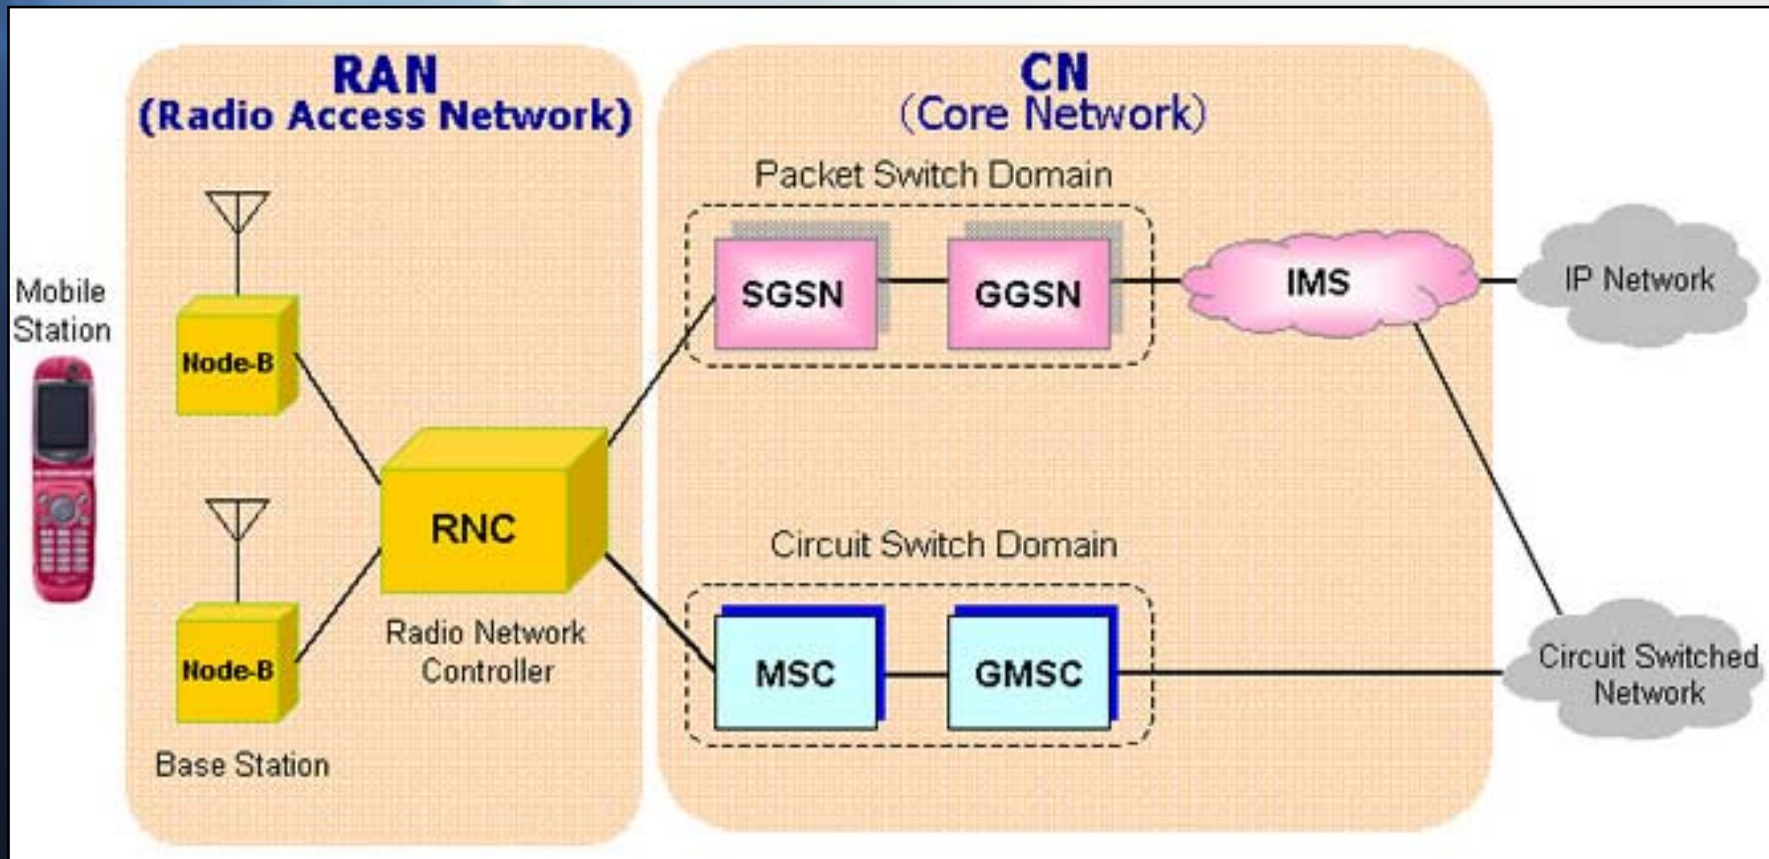 RAN
(Radio Access Network)
CN
(Core Network)
Packet Switch Domain
SGSN
GGSN
IMS
IP Network
Mobile
Station
Node-B
RNC
Radio Network
Controller
Node-B
Base Station
Circuit Switch Domain
MSC
GMSC
Circuit Switched
Network